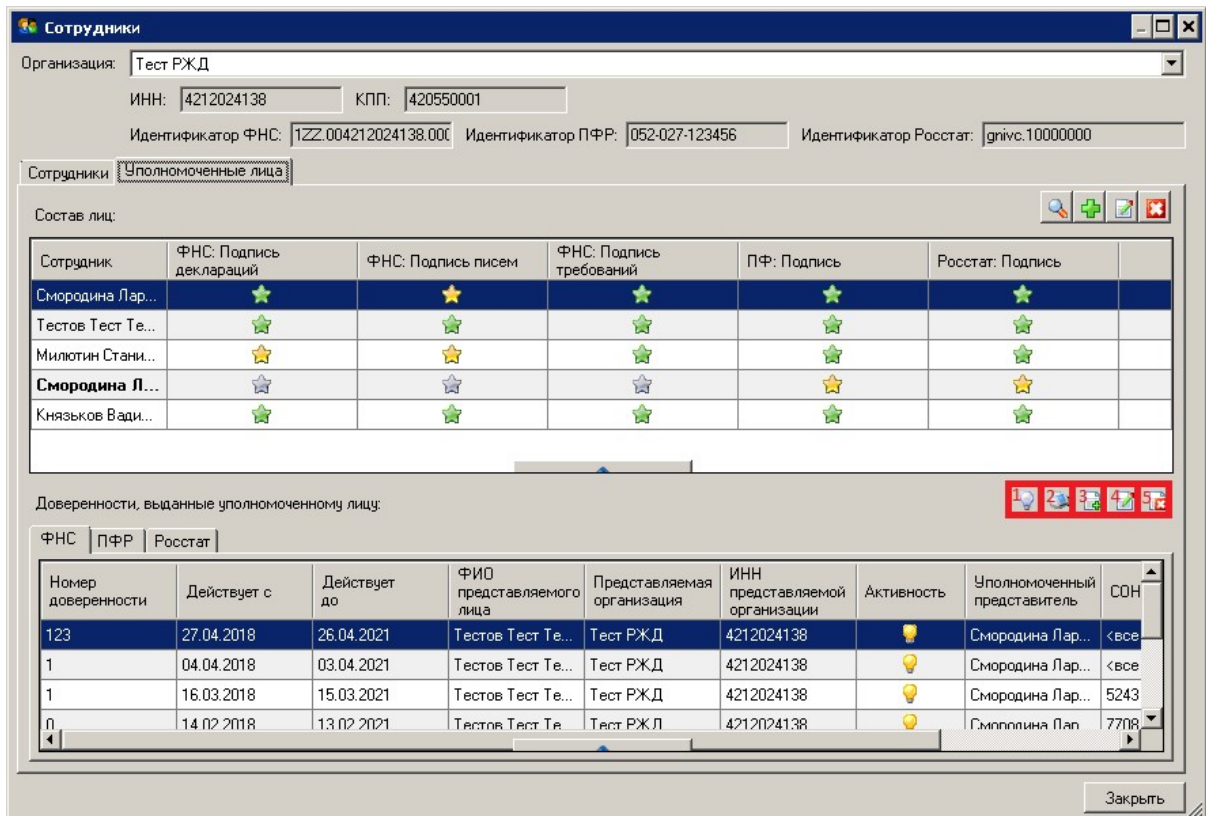 Сотрудники
Организация: Тест РЖД
ИНН: 4212024138 КПП: 420550001
Идентификатор ФНС: 1ZZ.004212024138.000 Идентификатор ПФР: 052-027-123456 Идентификатор Росстат: gnivc.10000000
Сотрудники Уполномоченные лица
Состав лиц:
Сотрудник ФНС: Подпись деклараций ФНС: Подпись писем ФНС: Подпись требований ПФ: Подпись Росстат: Подпись
Смородина Лар...
Тестов Тест Те...
Милютин Стани...
Смородина Л...
Князьков Вади...
Доверенности, выданные уполномоченному лицу:
1 2 3 4 5
ФНС ПФР Росстат
Номер доверенности Действует с Действует до ФИО представляемого лица Представляемая организация ИНН представляемой организации Активность Уполномоченный представитель СОН
123 27.04.2018 26.04.2021 Тестов Тест Те... Тест РЖД 4212024138 Смородина Лар... <все
1 04.04.2018 03.04.2021 Тестов Тест Те... Тест РЖД 4212024138 Смородина Лар... <все
1 16.03.2018 15.03.2021 Тестов Тест Те... Тест РЖД 4212024138 Смородина Лар... 5243
0 14.02.2018 13.02.2021 Тестов Тест Те Тест РЖД 4212024138 Смородина Лар 7708
Закрыть